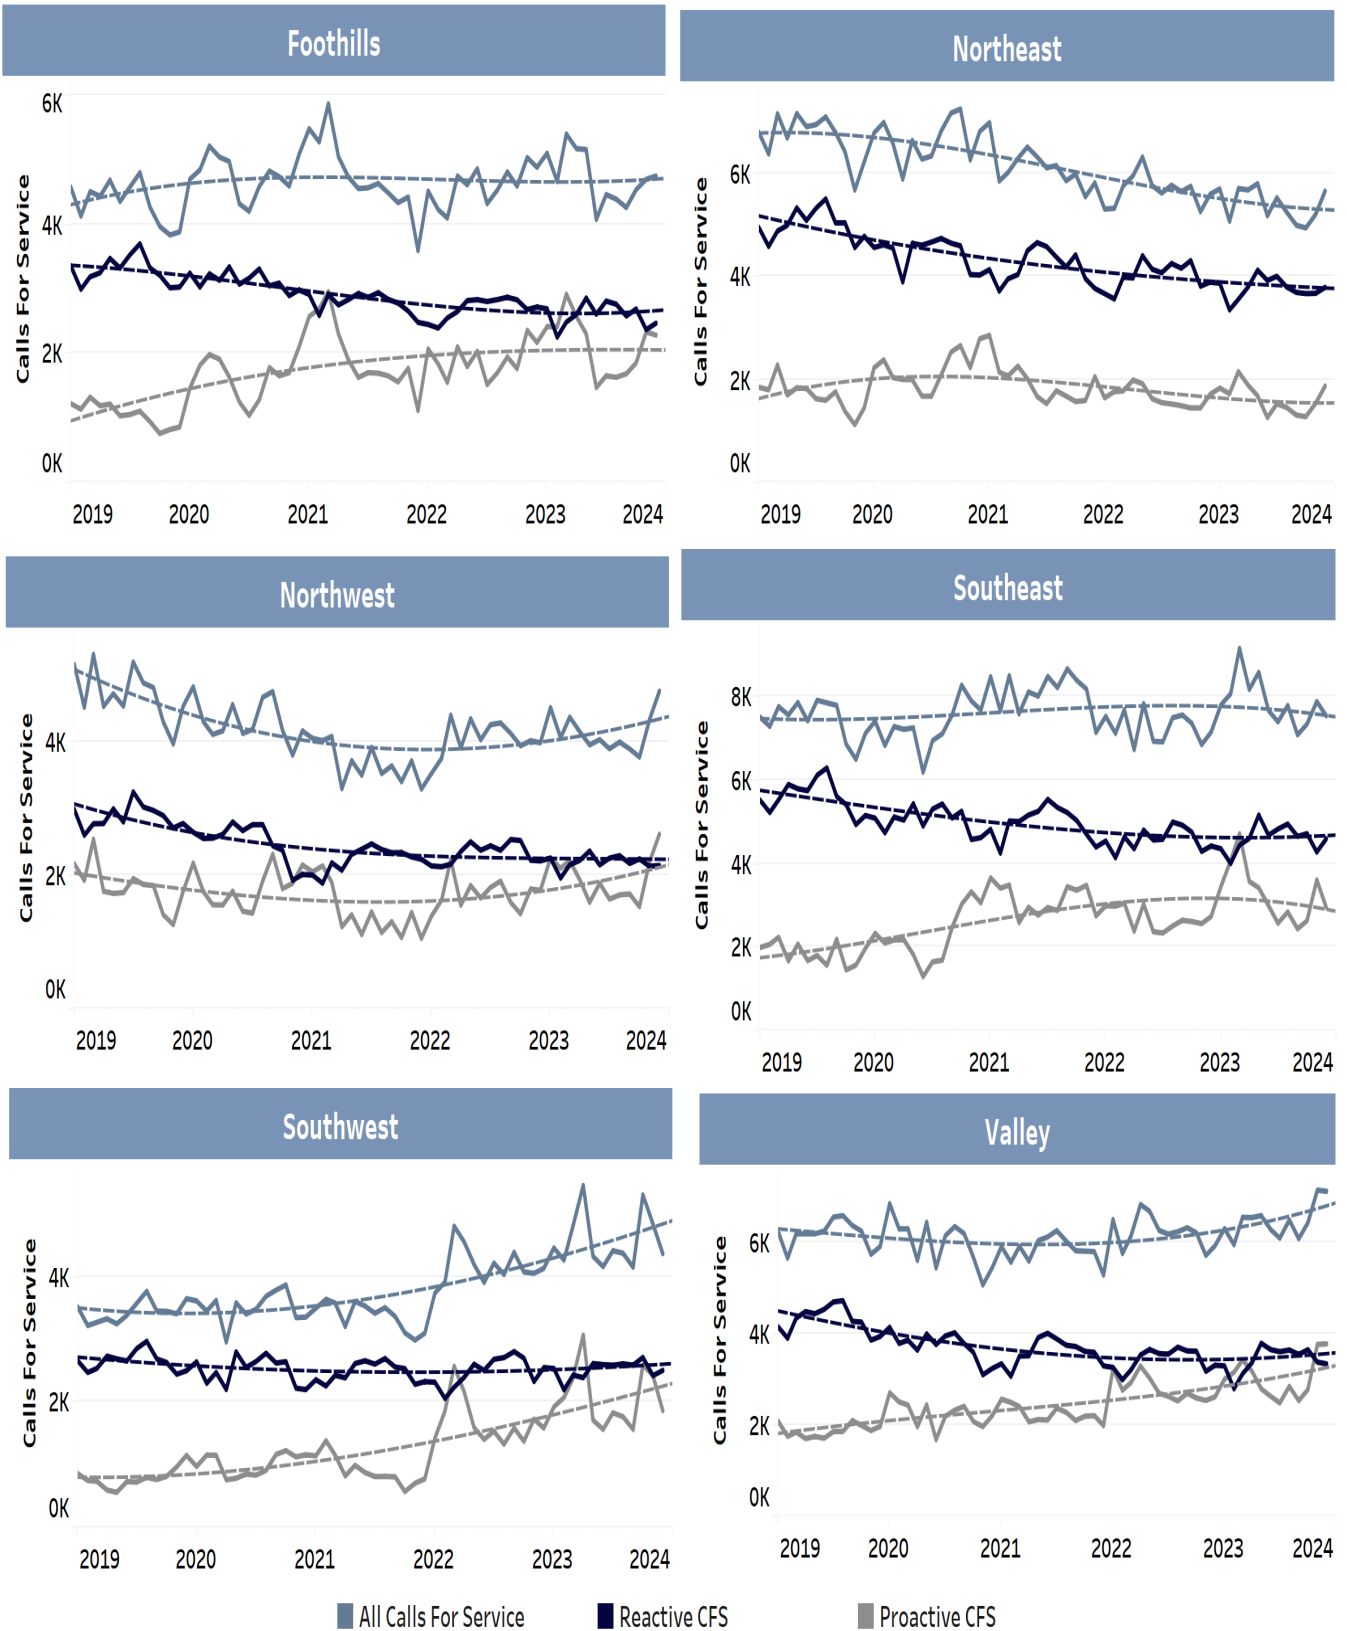 Foothills
Calls For Service
6K
4K
2K
0K
2019 2020 2021 2022 2023 2024
Northeast
Calls For Service
6K
4K
2K
0K
2019 2020 2021 2022 2023 2024
Northwest
Calls For Service
4K
2K
0K
2019 2020 2021 2022 2023 2024
Southeast
Calls For Service
8K
6K
4K
2K
0K
2019 2020 2021 2022 2023 2024
Southwest
Calls For Service
4K
2K
0K
2019 2020 2021 2022 2023 2024
Valley
Calls For Service
6K
4K
2K
0K
2019 2020 2021 2022 2023 2024
All Calls For Service Reactive CFS Proactive CFS